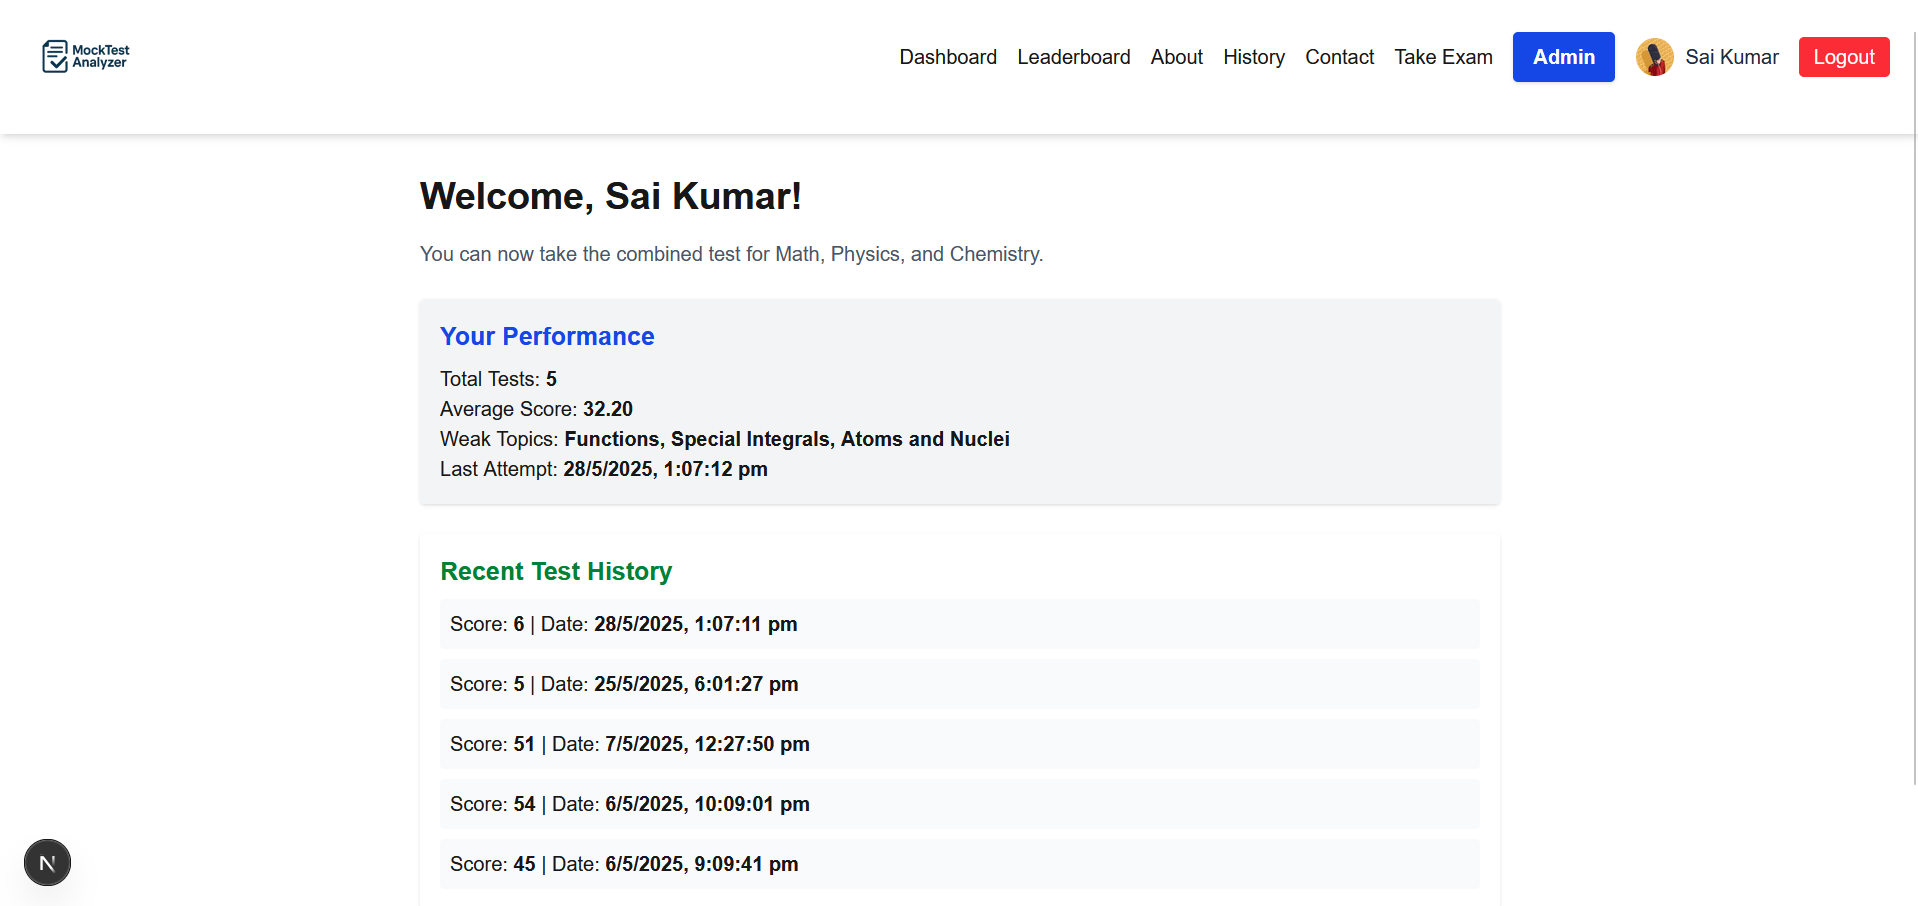 MockTest
Analyzer
Dashboard Leaderboard About History Contact Take Exam Admin Sai Kumar Logout
Welcome, Sai Kumar!
You can now take the combined test for Math, Physics, and Chemistry.
Your Performance
Total Tests: 5
Average Score: 32.20
Weak Topics: Functions, Special Integrals, Atoms and Nuclei
Last Attempt: 28/5/2025, 1:07:12 pm
Recent Test History
Score: 6 | Date: 28/5/2025, 1:07:11 pm
Score: 5 | Date: 25/5/2025, 6:01:27 pm
Score: 51 | Date: 7/5/2025, 12:27:50 pm
Score: 54 | Date: 6/5/2025, 10:09:01 pm
Score: 45 | Date: 6/5/2025, 9:09:41 pm
N